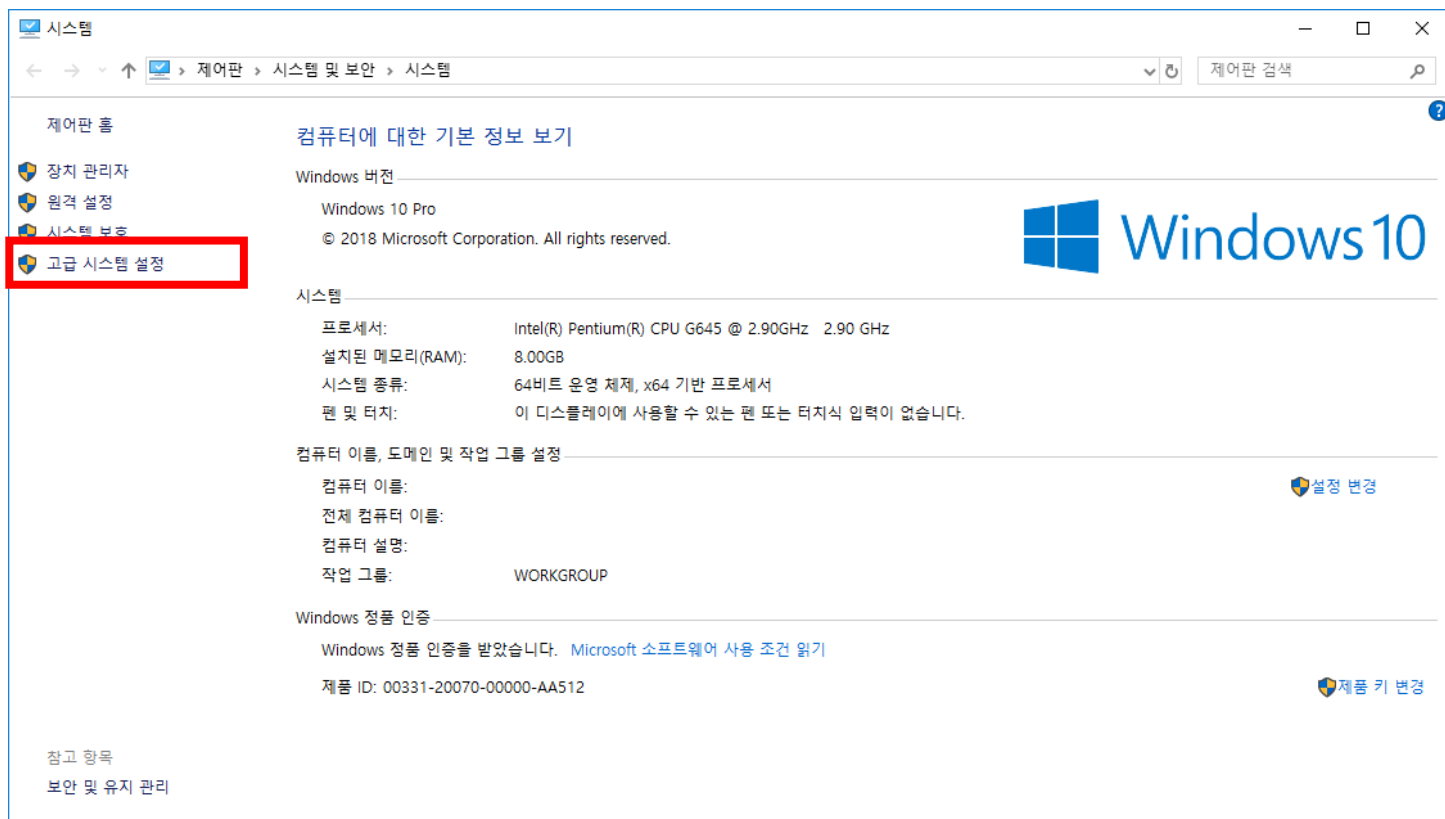 시스템
제어판 › 시스템 및 보안 › 시스템
제어판 검색
제어판 홈
장치 관리자
원격 설정
시스템 보호
고급 시스템 설정
컴퓨터에 대한 기본 정보 보기
Windows 버전
Windows 10 Pro
© 2018 Microsoft Corporation. All rights reserved.
Windows 10
시스템
프로세서: Intel(R) Pentium(R) CPU G645 @ 2.90GHz 2.90 GHz
설치된 메모리(RAM): 8.00GB
시스템 종류: 64비트 운영 체제, x64 기반 프로세서
펜 및 터치: 이 디스플레이에 사용할 수 있는 펜 또는 터치식 입력이 없습니다.
컴퓨터 이름, 도메인 및 작업 그룹 설정
컴퓨터 이름: 설정 변경
전체 컴퓨터 이름:
컴퓨터 설명:
작업 그룹: WORKGROUP
Windows 정품 인증
Windows 정품 인증을 받았습니다. Microsoft 소프트웨어 사용 조건 읽기
제품 ID: 00331-20070-00000-AA512 제품 키 변경
참고 항목
보안 및 유지 관리